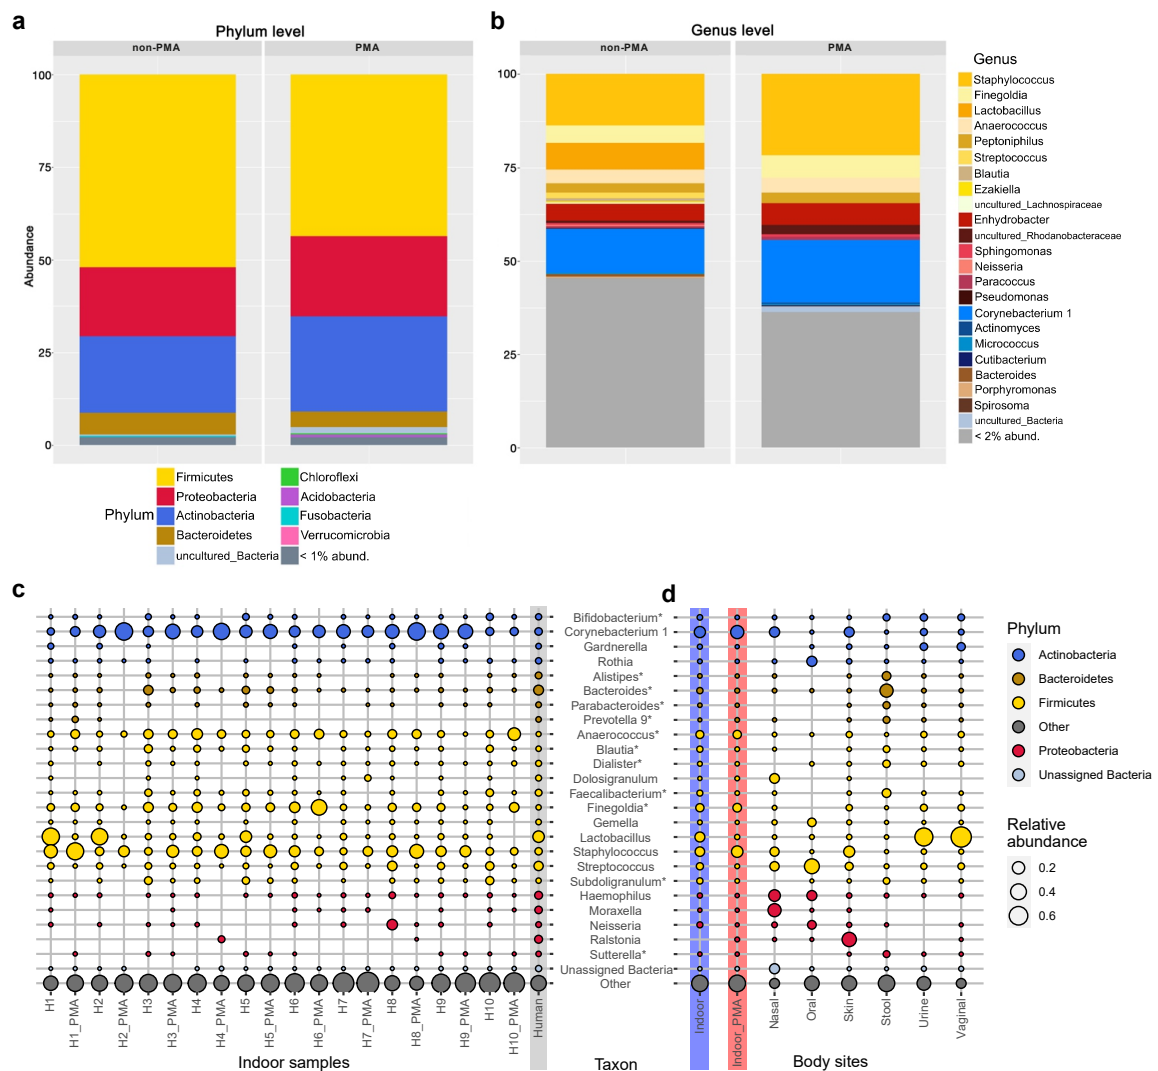 a
Phylum level
non-PMA
PMA
100
75
50
25
0
Abundance
Phylum
Firmicutes
Proteobacteria
Actinobacteria
Bacteroidetes
uncultured_Bacteria
Chloroflexi
Acidobacteria
Fusobacteria
Verrucomicrobia
< 1% abund.
b
Genus level
non-PMA
PMA
100
75
50
25
0
Genus
Staphylococcus
Finegoldia
Lactobacillus
Anaerococcus
Peptoniphilus
Streptococcus
Blautia
Ezakiella
uncultured_Lachnospiraceae
Enhydrobacter
uncultured_Rhodanobacteraceae
Sphingomonas
Neisseria
Paracoccus
Pseudomonas
Corynebacterium 1
Actinomyces
Micrococcus
Cutibacterium
Bacteroides
Porphyromonas
Spirosoma
uncultured_Bacteria
< 2% abund.
c
d
Bifidobacterium*
Corynebacterium 1
Gardnerella
Rothia
Alistipes*
Bacteroides*
Parabacteroides*
Prevotella 9*
Anaerococcus*
Blautia*
Dialister*
Dolosigranulum
Faecalibacterium*
Finegoldia*
Gemella
Lactobacillus
Staphylococcus
Streptococcus
Subdoligranulum*
Haemophilus
Moraxella
Neisseria
Ralstonia
Sutterella*
Unassigned Bacteria
Other
H1
H1_PMA
H2
H2_PMA
H3
H3_PMA
H4
H4_PMA
H5
H5_PMA
H6
H6_PMA
H7
H7_PMA
H8
H8_PMA
H9
H9_PMA
H10
H10_PMA
Human
Indoor
Indoor_PMA
Nasal
Oral
Skin
Stool
Urine
Vaginal
Indoor samples
Taxon
Body sites
Phylum
Actinobacteria
Bacteroidetes
Firmicutes
Other
Proteobacteria
Unassigned Bacteria
Relative
abundance
0.2
0.4
0.6